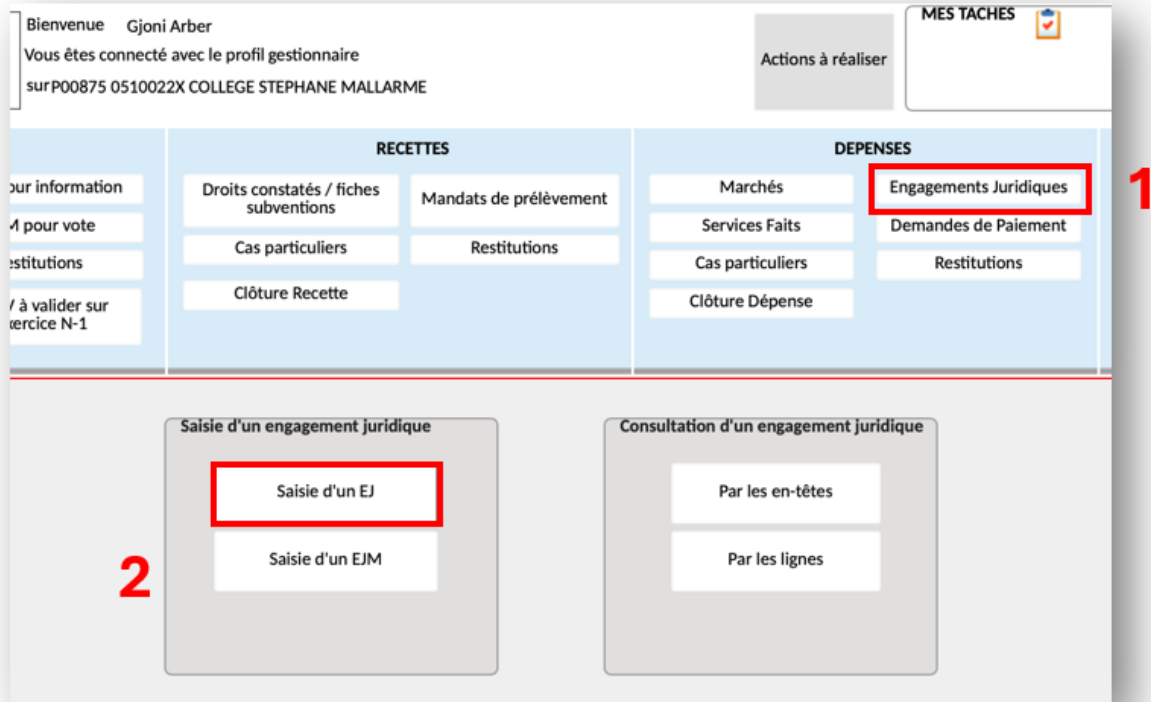 Bienvenue Gjoni Arber
Vous êtes connecté avec le profil gestionnaire
sur P00875 0510022X COLLEGE STEPHANE MALLARME
Actions à réaliser
MES TACHES
our information
M pour vote
estitutions
/ à valider sur
xercice N-1
RECETTES
Droits constatés / fiches
subventions
Mandats de prélèvement
Cas particuliers
Restitutions
Clôture Recette
DEPENSES
Marchés
Engagements Juridiques
1
Services Faits
Demandes de Paiement
Cas particuliers
Restitutions
Clôture Dépense
Saisie d'un engagement juridique
Saisie d'un EJ
Saisie d'un EJM
2
Consultation d'un engagement juridique
Par les en-têtes
Par les lignes